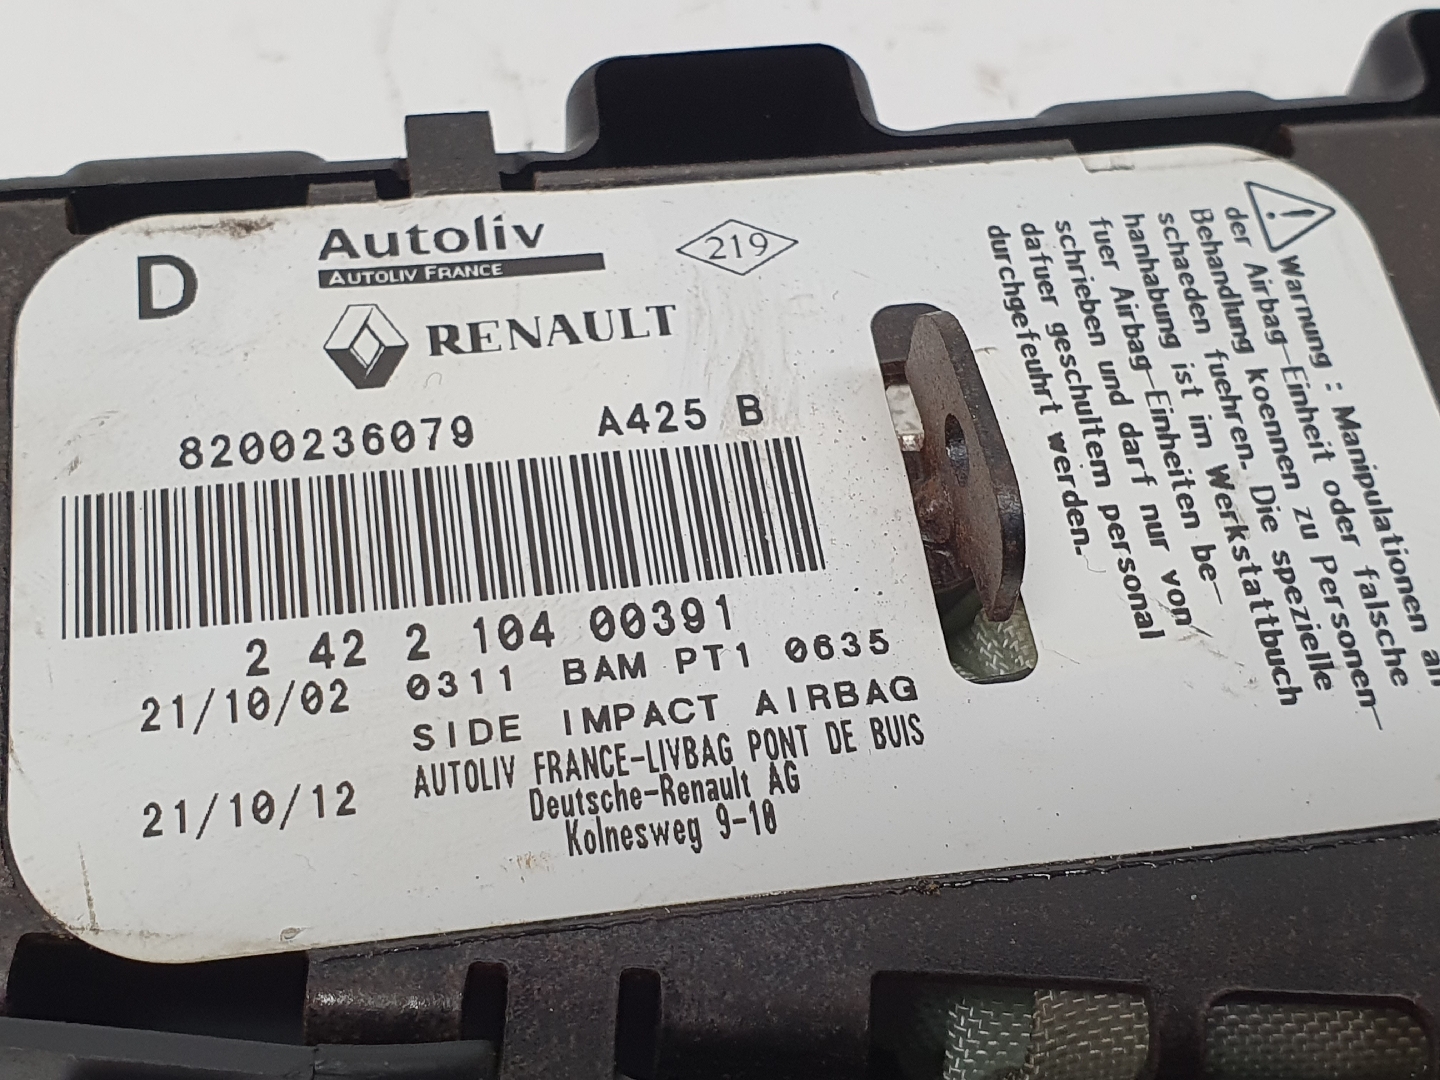 D
Autoliv
AUTOLIV FRANCE
219
RENAULT
8200236079 A425 B
2 42 2 104 00391
21/10/02 0311 BAM PT1 0635
SIDE IMPACT AIRBAG
AUTOLIV FRANCE-LIVBAG PONT DE BUIS
21/10/12
Deutsche-Renault AG
Kolnesweg 9-10
Warnung : Manipulationen an
der Airbag-Einheit oder falsche
Behandlung koennen zu Personen-
schaeden fuehren. Die spezielle
hanhabung ist im Werkstattbuch
fuer Airbag-Einheiten be-
schrieben und darf nur von
dafuer geschultem personal
durchgefeuhrt werden.